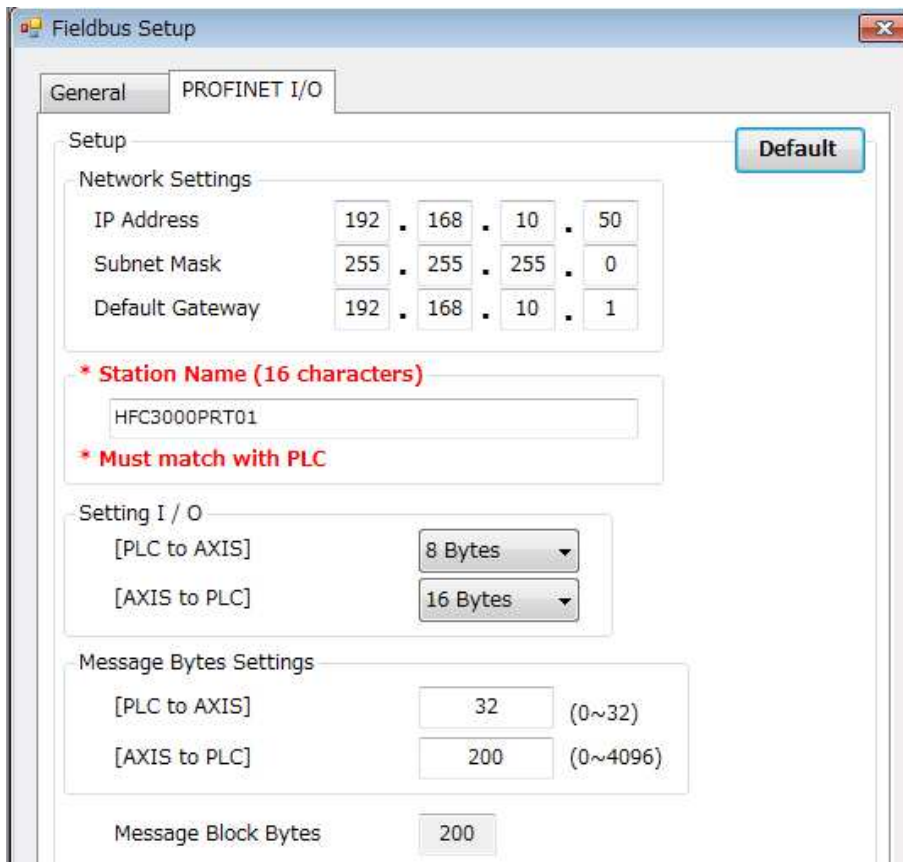 Fieldbus Setup
General PROFINET I/O
Setup
Default
Network Settings
IP Address 192 . 168 . 10 . 50
Subnet Mask 255 . 255 . 255 . 0
Default Gateway 192 . 168 . 10 . 1
* Station Name (16 characters)
HFC3000PRT01
* Must match with PLC
Setting I / O
[PLC to AXIS] 8 Bytes
[AXIS to PLC] 16 Bytes
Message Bytes Settings
[PLC to AXIS] 32 (0~32)
[AXIS to PLC] 200 (0~4096)
Message Block Bytes 200